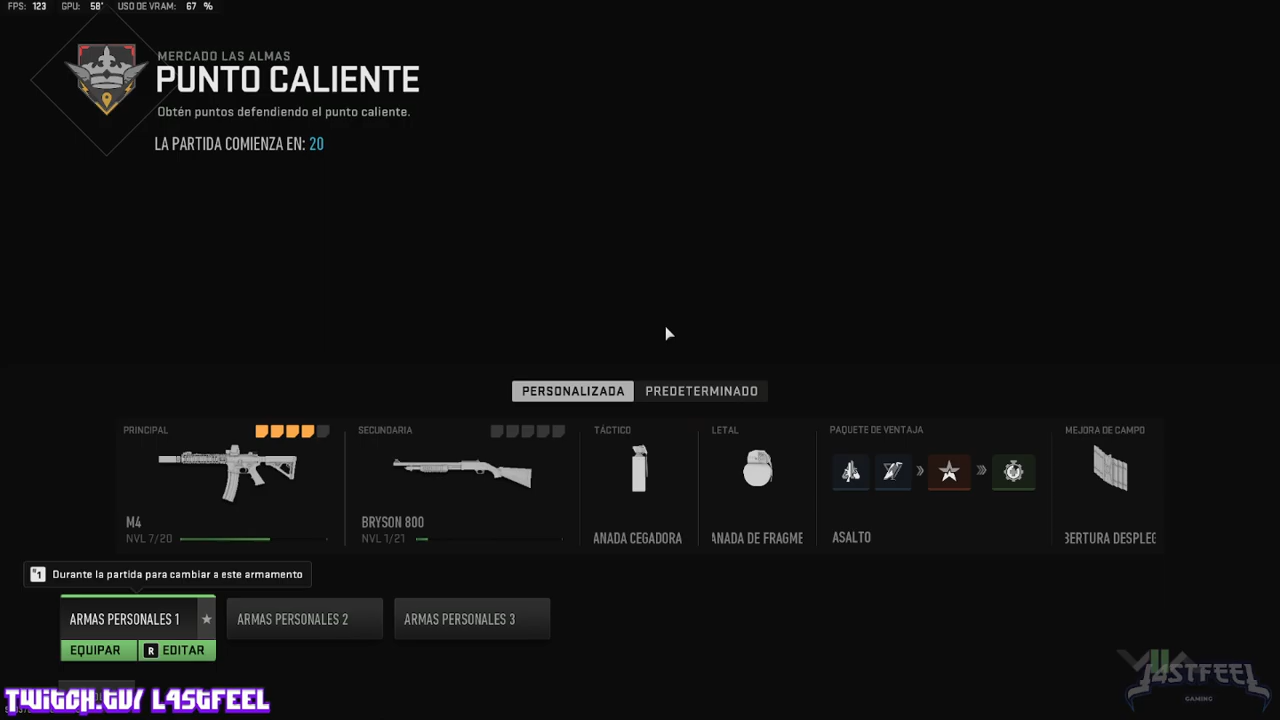 FPS: 123 GPU: 58° USO DE VRAM: 67 %
MERCADO LAS ALMAS
PUNTO CALIENTE
Obtén puntos defendiendo el punto caliente.
LA PARTIDA COMIENZA EN: 20
PERSONALIZADA PREDETERMINADO
PRINCIPAL SECUNDARIA TÁCTICO LETAL PAQUETE DE VENTAJA MEJORA DE CAMPO
M4 BRYSON 800 ANADA CEGADORA ANADA DE FRAGME ASALTO BERTURA DESPLEG
NVL 7/20 NVL 1/21
1 Durante la partida para cambiar a este armamento
ARMAS PERSONALES 1 ARMAS PERSONALES 2 ARMAS PERSONALES 3
EQUIPAR R EDITAR
TWITCH.TV/ L4STFEEL
L4STFEEL
GAMING